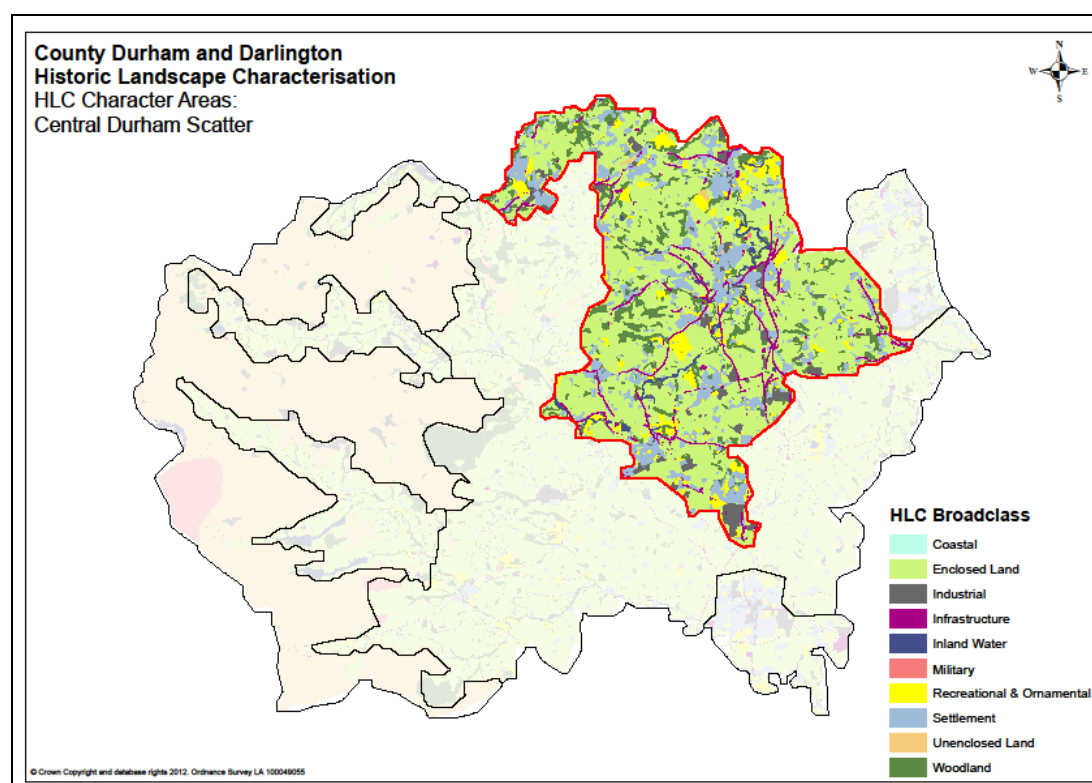 County Durham and Darlington
Historic Landscape Characterisation
HLC Character Areas:
Central Durham Scatter
N
W E
S
HLC Broadclass
Coastal
Enclosed Land
Industrial
Infrastructure
Inland Water
Military
Recreational & Ornamental
Settlement
Unenclosed Land
Woodland
© Crown Copyright and database rights 2012. Ordnance Survey LA 100049055